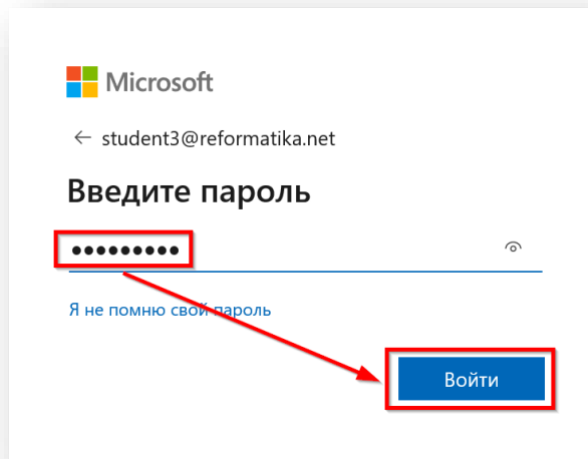 Microsoft
← student3@reformatika.net
Введите пароль
•••••••••
Я не помню свой пароль
Войти